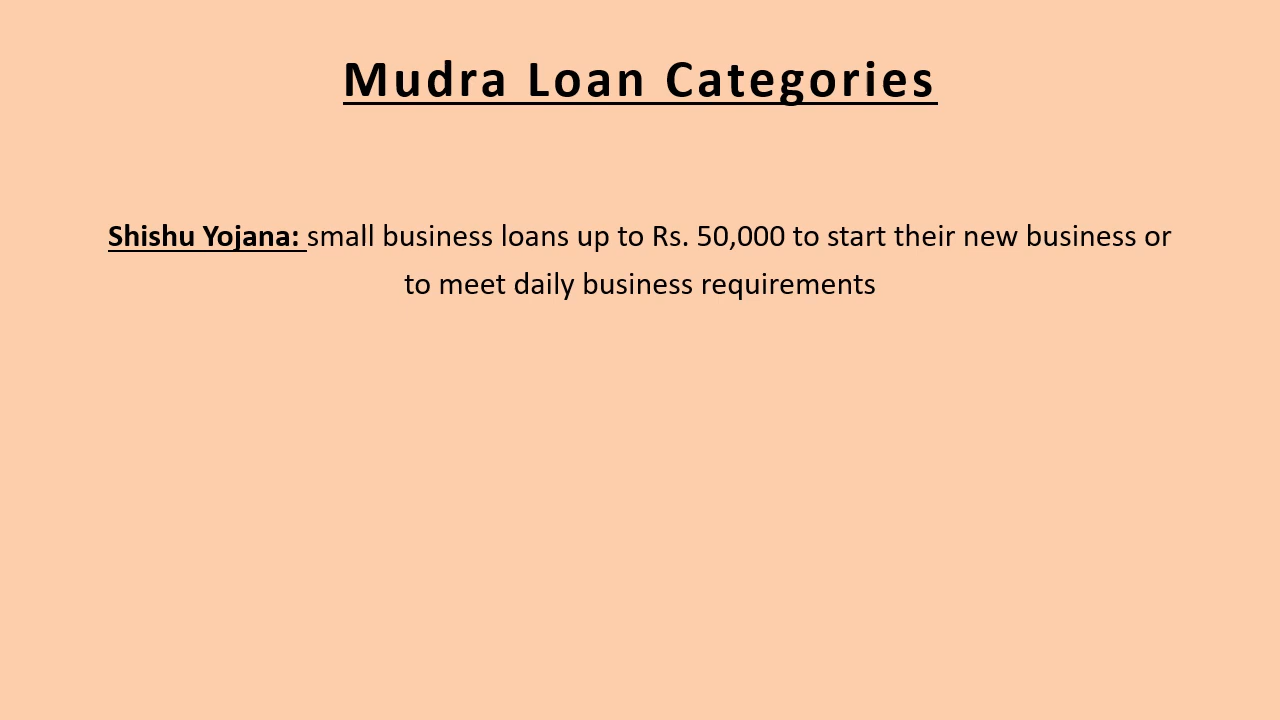 Mudra Loan Categories
Shishu Yojana: small business loans up to Rs. 50,000 to start their new business or
to meet daily business requirements